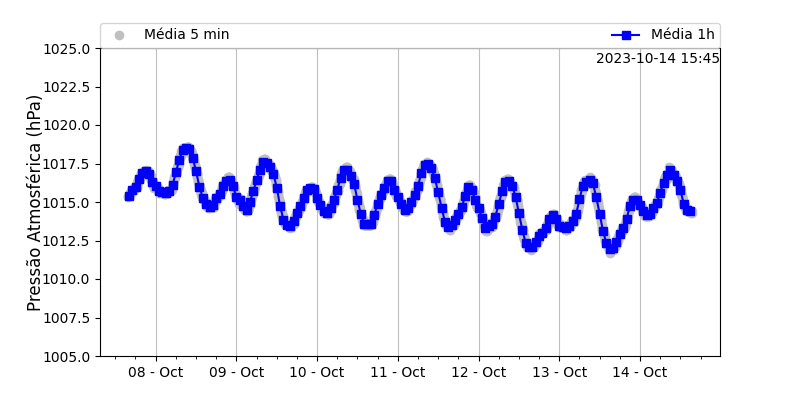 Média 5 min
Média 1h
2023-10-14 15:45
Pressão Atmosférica (hPa)
1025.0
1022.5
1020.0
1017.5
1015.0
1012.5
1010.0
1007.5
1005.0
08 - Oct
09 - Oct
10 - Oct
11 - Oct
12 - Oct
13 - Oct
14 - Oct